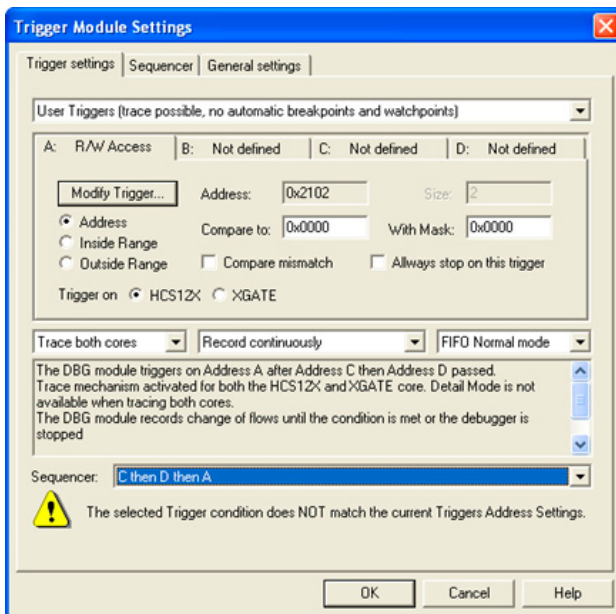 Trigger Module Settings
Trigger settings Sequencer General settings
User Triggers (trace possible, no automatic breakpoints and watchpoints)
A: R/W Access B: Not defined C: Not defined D: Not defined
Modify Trigger... Address: 0x2102 Size: 2
Address Compare to: 0x0000 With Mask: 0x0000
Inside Range
Outside Range Compare mismatch Allways stop on this trigger
Trigger on HCS12X XGATE
Trace both cores Record continuously FIFO Normal mode
The DBG module triggers on Address A after Address C then Address D passed.
Trace mechanism activated for both the HCS12X and XGATE core. Detail Mode is not
available when tracing both cores.
The DBG module records change of flows until the condition is met or the debugger is
stopped
Sequencer: C then D then A
The selected Trigger condition does NOT match the current Triggers Address Settings.
OK Cancel Help